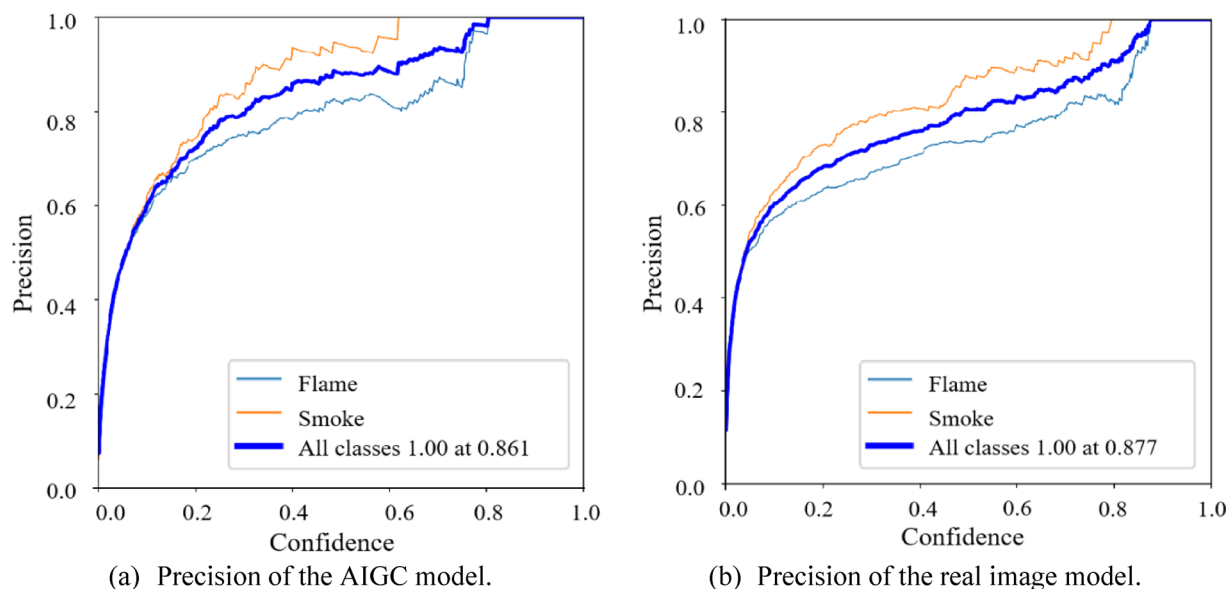 1.0
0.8
0.6
0.4
0.2
0.0
Precision
Flame
Smoke
All classes 1.00 at 0.861
0.0 0.2 0.4 0.6 0.8 1.0
Confidence
(a) Precision of the AIGC model.
1.0
0.8
0.6
0.4
0.2
0.0
Precision
Flame
Smoke
All classes 1.00 at 0.877
0.0 0.2 0.4 0.6 0.8 1.0
Confidence
(b) Precision of the real image model.